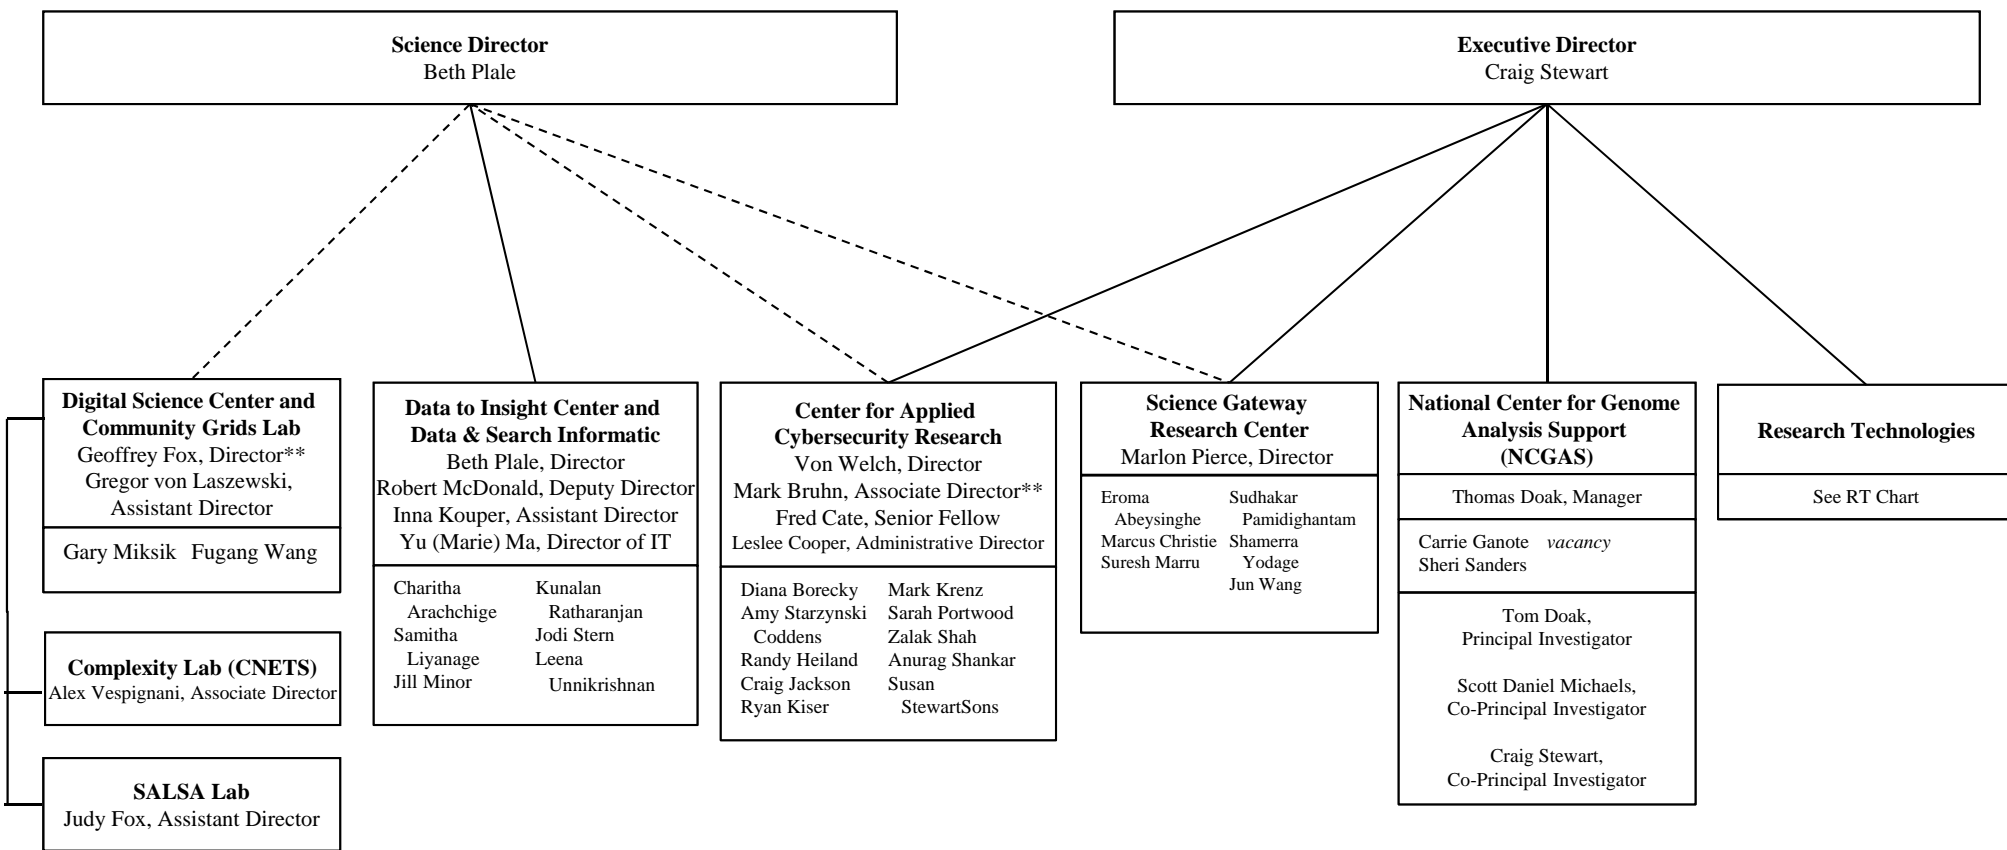 Science Director
Beth Plale
Executive Director
Craig Stewart
Digital Science Center and
Community Grids Lab
Geoffrey Fox, Director**
Gregor von Laszewski,
Assistant Director
Gary Miksik Fugang Wang
Complexity Lab (CNETS)
Alex Vespignani, Associate Director
SALSA Lab
Judy Fox, Assistant Director
Data to Insight Center and
Data & Search Informatic
Beth Plale, Director
Robert McDonald, Deputy Director
Inna Kouper, Assistant Director
Yu (Marie) Ma, Director of IT
Charitha
Arachchige
Samitha
Liyanage
Jill Minor
Kunalan
Ratharanjan
Jodi Stern
Leena
Unnikrishnan
Center for Applied
Cybersecurity Research
Von Welch, Director
Mark Bruhn, Associate Director**
Fred Cate, Senior Fellow
Leslee Cooper, Administrative Director
Diana Borecky
Amy Starzynski
Coddens
Randy Heiland
Craig Jackson
Ryan Kiser
Mark Krenz
Sarah Portwood
Zalak Shah
Anurag Shankar
Susan
StewartSons
Science Gateway
Research Center
Marlon Pierce, Director
Eroma
Abeysinghe
Marcus Christie
Suresh Marru
Sudhakar
Pamidighantam
Shamerra
Yodage
Jun Wang
National Center for Genome
Analysis Support
(NCGAS)
Thomas Doak, Manager
Carrie Ganote vacancy
Sheri Sanders
Tom Doak,
Principal Investigator
Scott Daniel Michaels,
Co-Principal Investigator
Craig Stewart,
Co-Principal Investigator
Research Technologies
See RT Chart